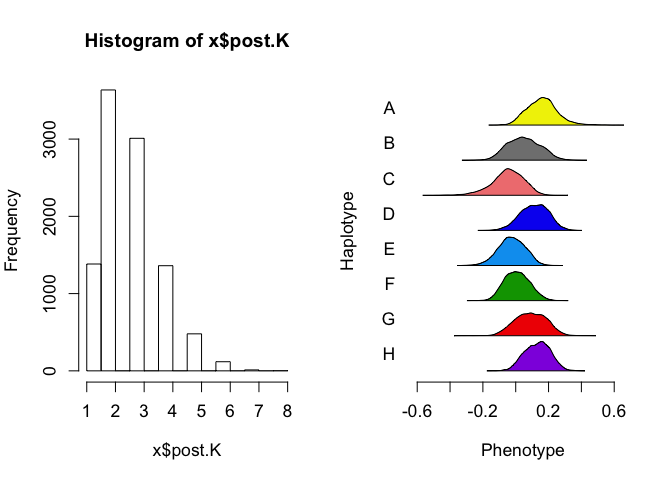 Histogram of x$post.K
Frequency
0
1000
2000
3000
1 2 3 4 5 6 7 8
x$post.K
Haplotype
A
B
C
D
E
F
G
H
-0.6 -0.2 0.2 0.6
Phenotype